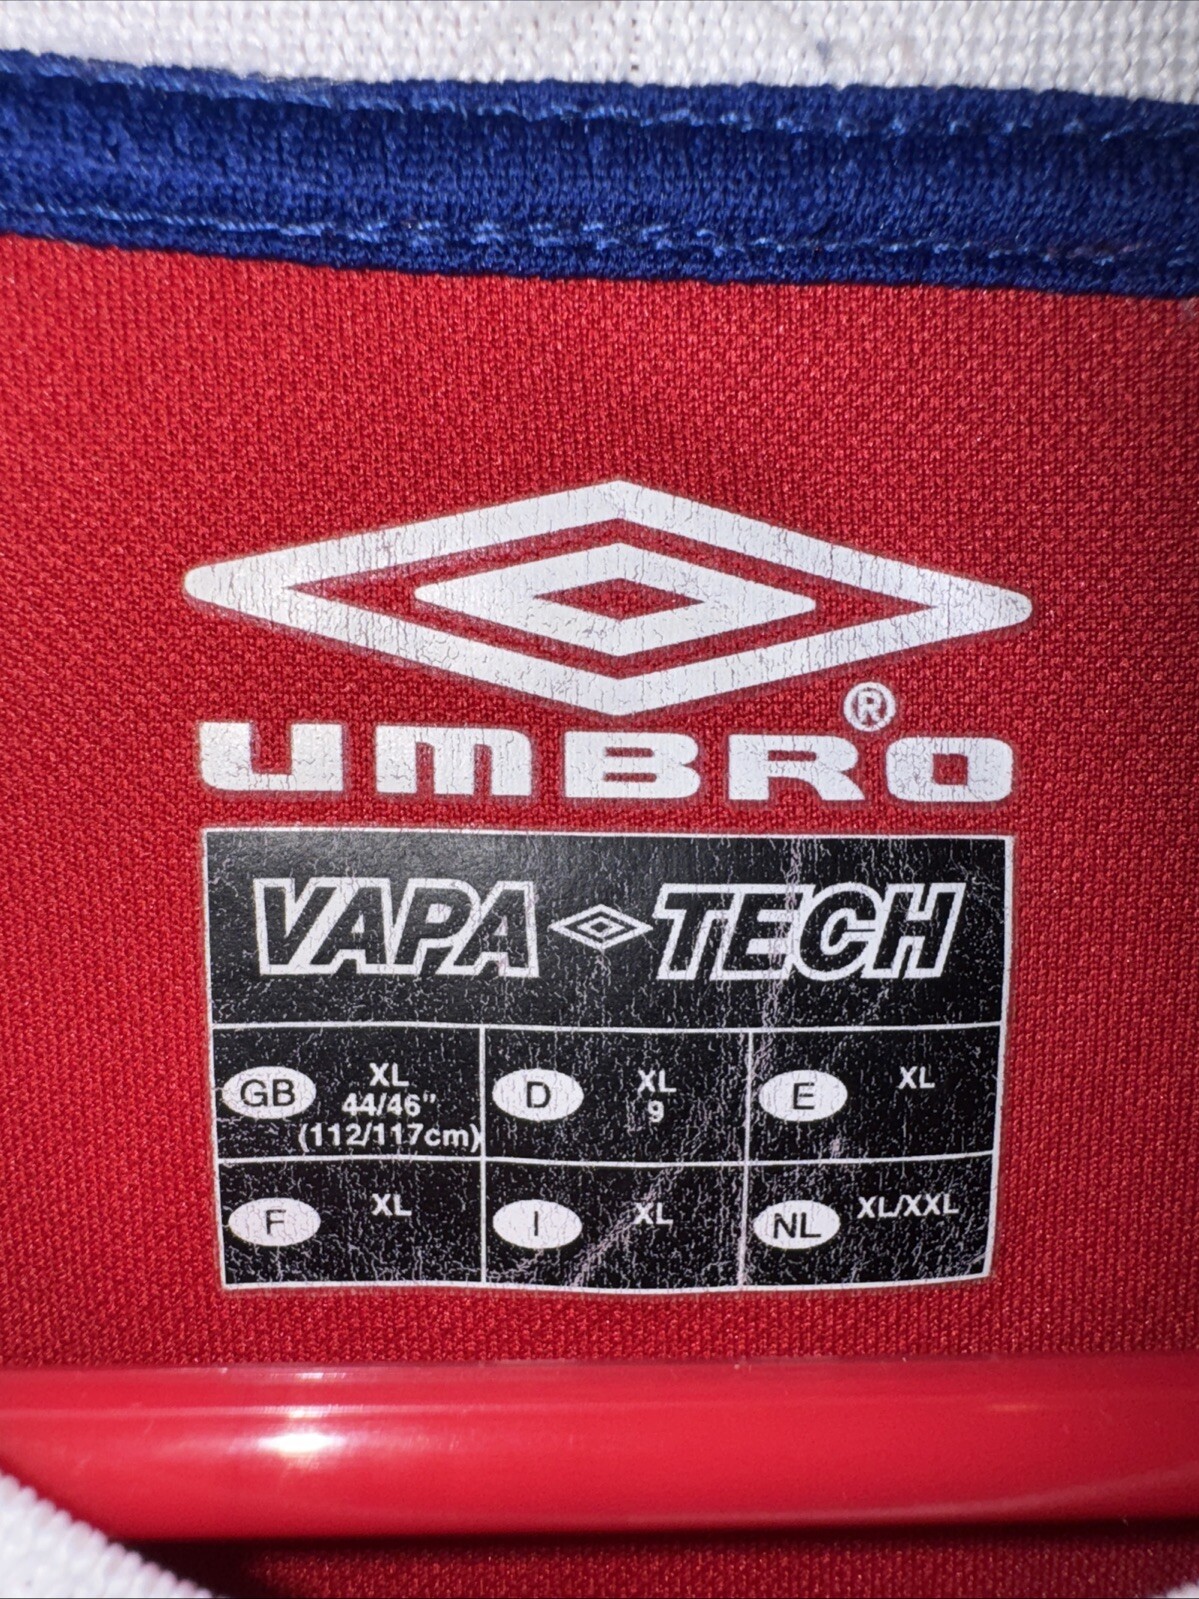 UMBRO®
VAPA TECH
GB XL
44/46"
(112/117cm)
D XL
9
E XL
F XL
I XL
NL XL/XXL